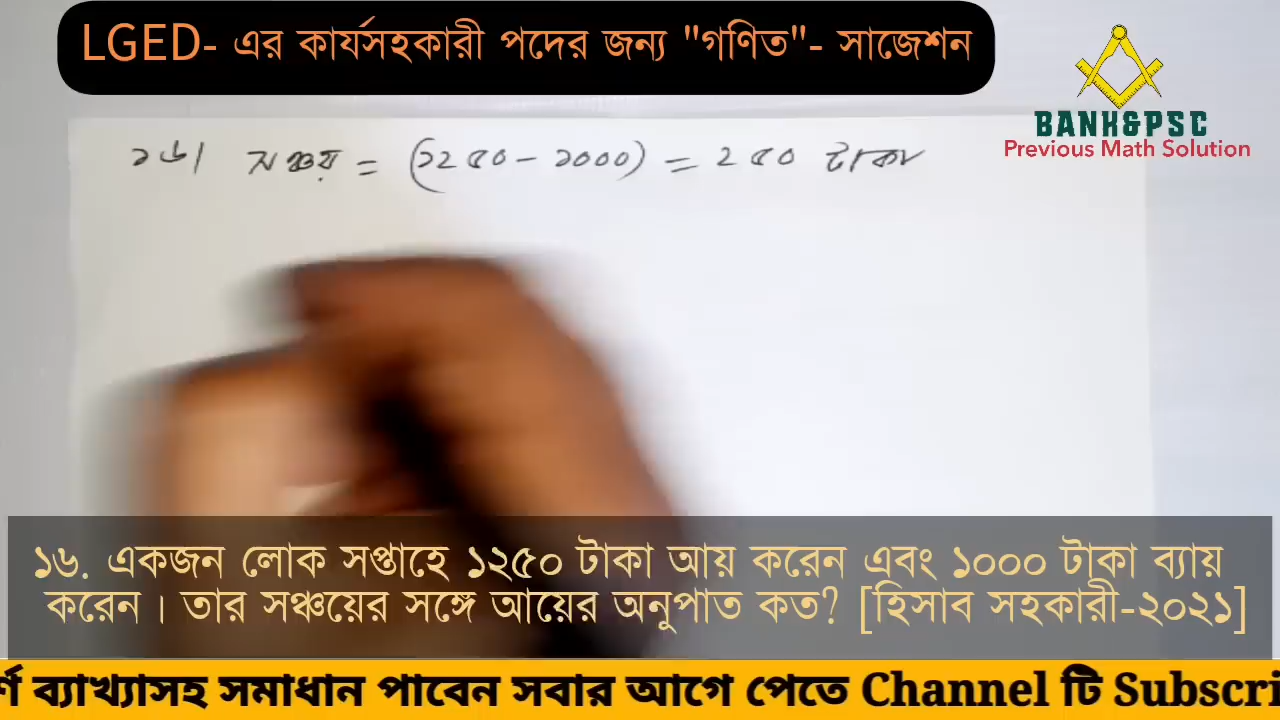 LGED- এর কার্যসহকারী পদের জন্য "গণিত"- সাজেশন
BANK&PSC
Previous Math Solution
১৬। সঞ্চয় = (১২৫০ - ১০০০) = ২৫০ টাকা
১৬. একজন লোক সপ্তাহে ১২৫০ টাকা আয় করেন এবং ১০০০ টাকা ব্যায়
করেন। তার সঞ্চয়ের সঙ্গে আয়ের অনুপাত কত? [হিসাব সহকারী-২০২১]
র্ণ ব্যাখ্যাসহ সমাধান পাবেন সবার আগে পেতে Channel টি Subscri